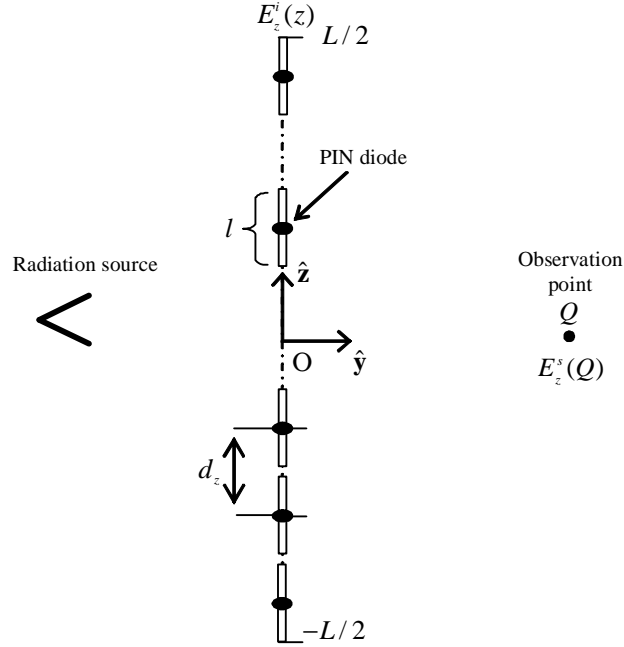 E_z^i(z)
L/2
PIN diode
l
Radiation source
Observation
point
ẑ
Q
O
ŷ
E_z^s(Q)
d_z
−L/2